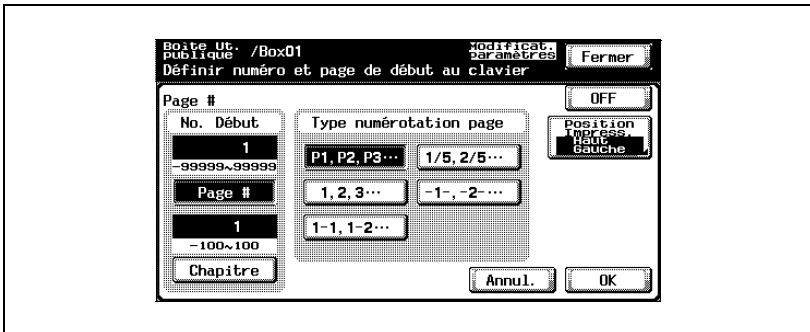 Boîte Ut.
publique /Box01
Modificat.
paramètres
Fermer
Définir numéro et page de début au clavier
Page #
OFF
No. Début
Type numérotation page
Position
Impress.
Haut
Gauche
1
-99999~99999
P1, P2, P3···
1/5, 2/5···
Page #
1, 2, 3···
-1-, -2-···
1
-100~100
1-1, 1-2···
Chapitre
Annul.
OK